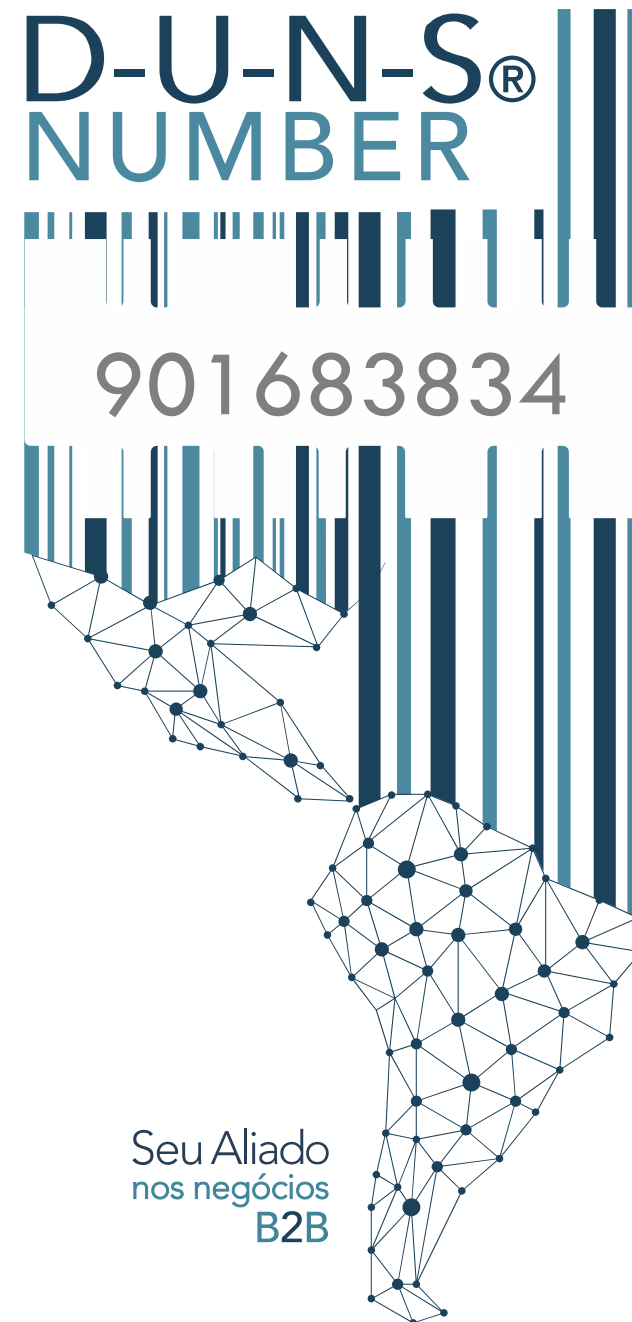 D-U-N-S®
NUMBER
901683834
Seu Aliado
nos negócios
B2B